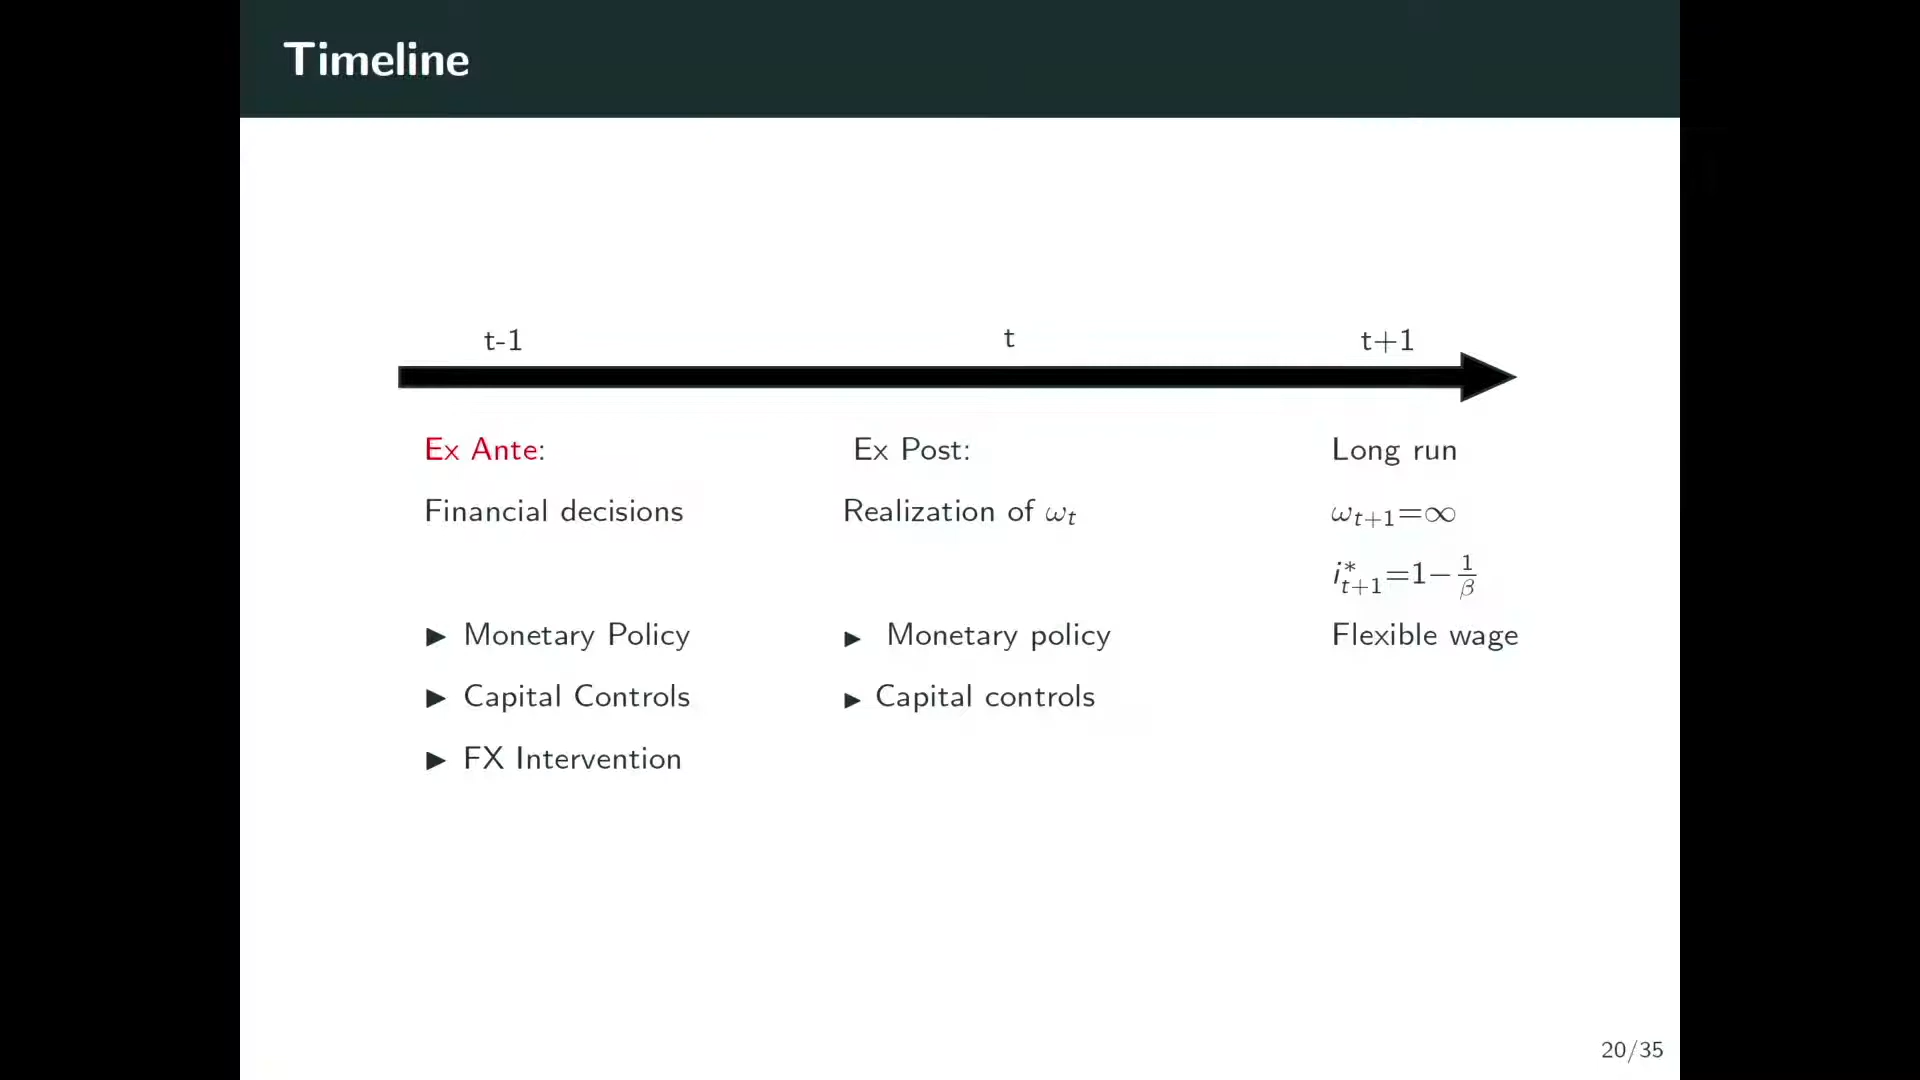 Timeline
t-1 t t+1
Ex Ante: Ex Post: Long run
Financial decisions Realization of ωₜ ωₜ₊₁=∞
i*ₜ₊₁=1−1/β
▶ Monetary Policy ▶ Monetary policy Flexible wage
▶ Capital Controls ▶ Capital controls
▶ FX Intervention
20/35